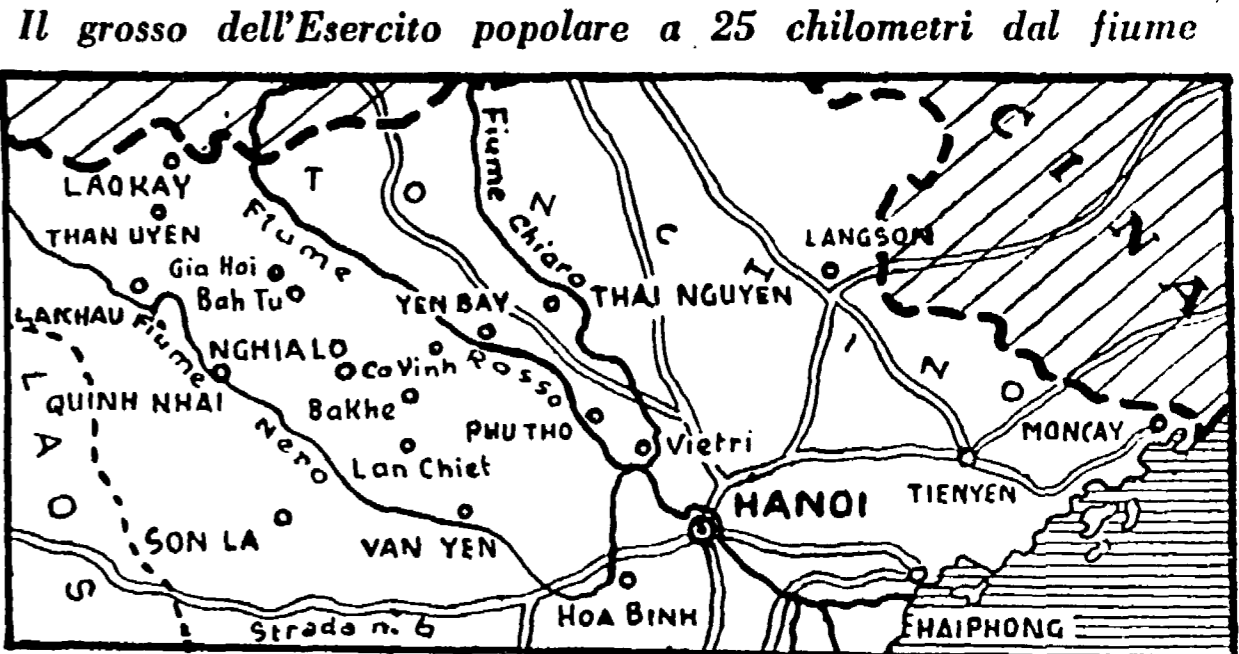 Il grosso dell'Esercito popolare a 25 chilometri dal fiume
CINA
TONCHINO
LAOS
LAOKAY
THAN UYEN
Gia Hoi
Bah Tu
LAKHAU
QUINH NHAI
NGHIALO
Ca Vinh
BaKhe
Lan Chiet
SON LA
VAN YEN
YEN BAY
PHU THO
Vietri
THAI NGUYEN
LANGSON
HANOI
TIENYEN
MONCAY
HOA BINH
HAIPHONG
Fiume Rosso
Fiume Chiaro
Fiume Nero
Strada n. 6